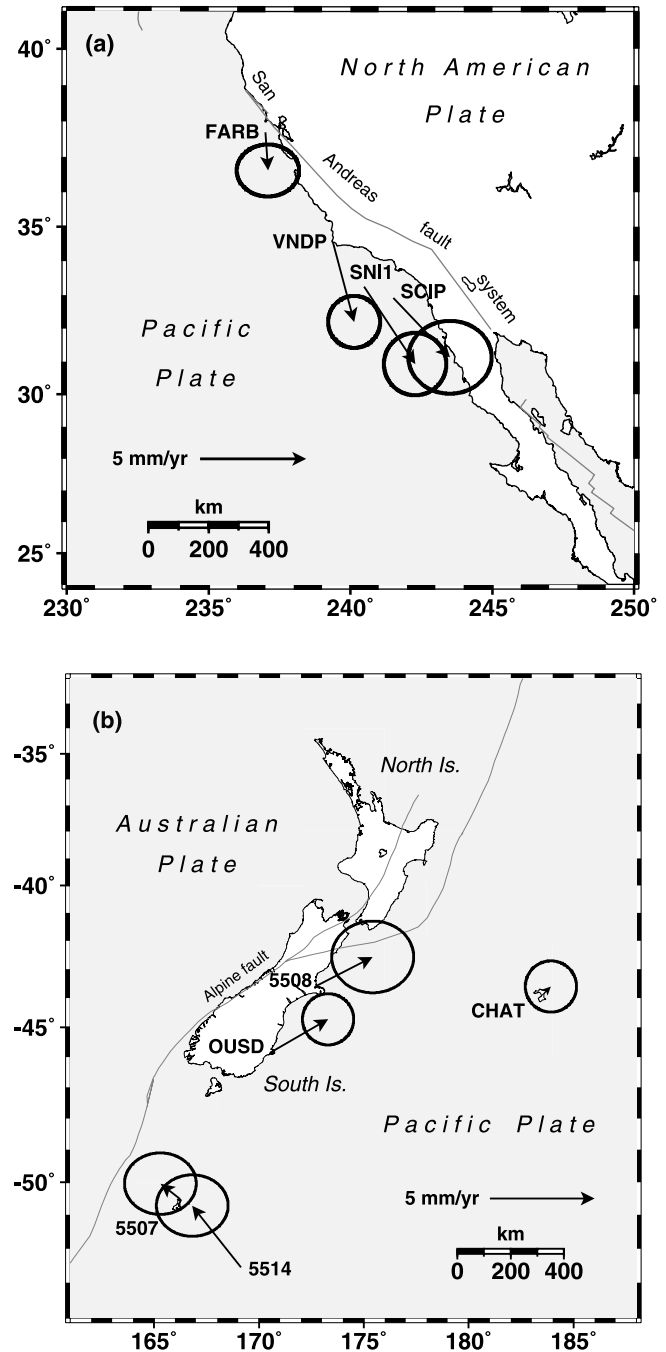 (a)
40°
35°
30°
25°
North American
Plate
San
Andreas
fault
system
FARB
VNDP
SNI1
SCIP
Pacific
Plate
5 mm/yr
km
0 200 400
230 235° 240° 245° 250°
(b)
-35°
-40°
-45°
-50°
North Is.
Australian
Plate
Alpine fault
5508
CHAT
OUSD
South Is.
Pacific Plate
5507
5 mm/yr
5514
km
0 200 400
165° 170° 175° 180° 185°